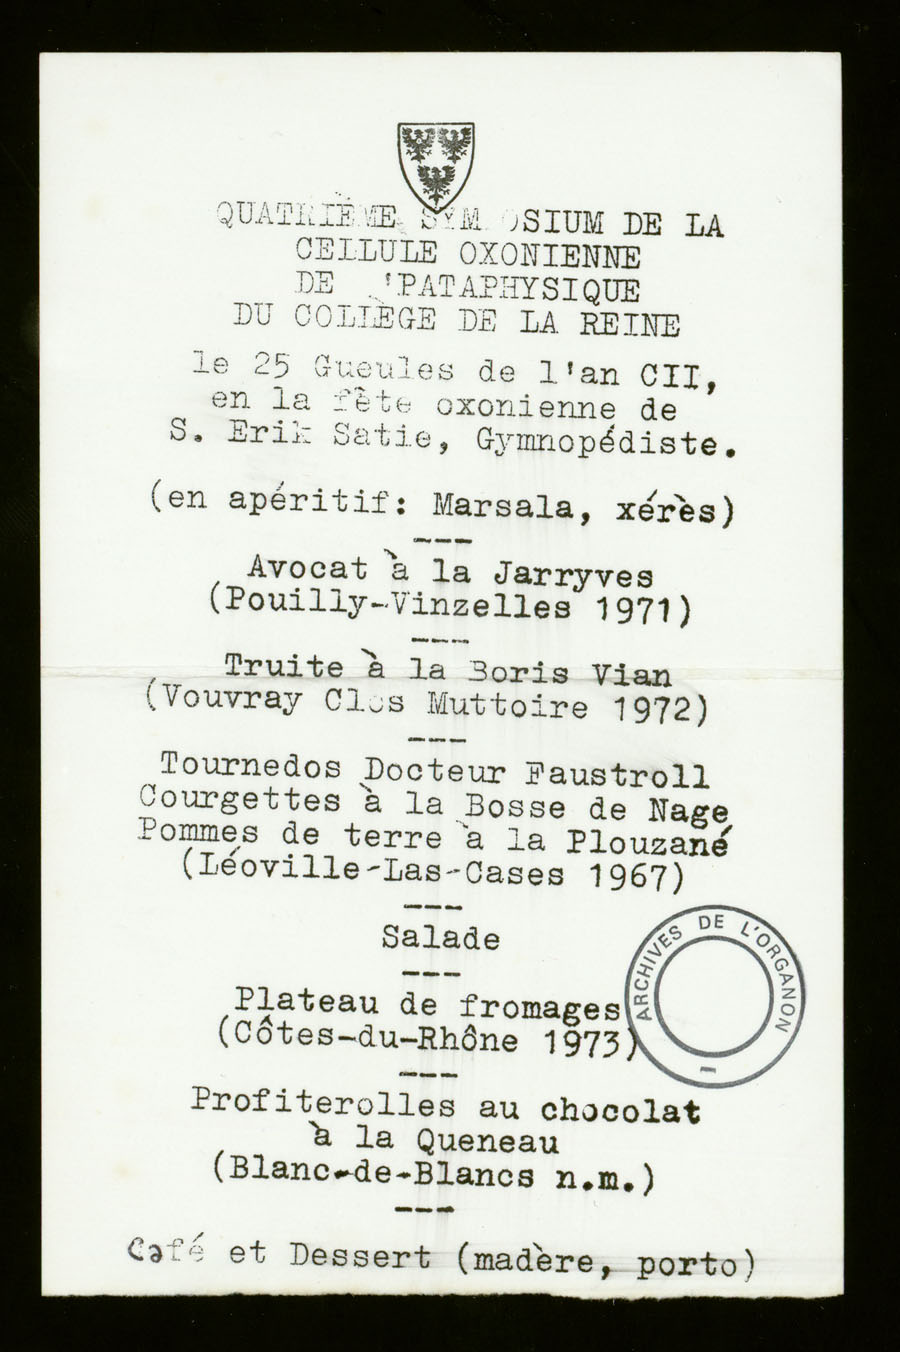 QUATRIÈME SYMPOSIUM DE LA
CELLULE OXONIENNE
DE 'PATAPHYSIQUE
DU COLLÈGE DE LA REINE
le 25 Gueules de l'an CII,
en la fête oxonienne de
S. Erik Satie, Gymnopédiste.
(en apéritif: Marsala, xérès)
---
Avocat à la Jarryves
(Pouilly-Vinzelles 1971)
---
Truite à la Boris Vian
(Vouvray Clos Muttoire 1972)
---
Tournedos Docteur Faustroll
Courgettes à la Bosse de Nage
Pommes de terre à la Plouzané
(Léoville-Las-Cases 1967)
---
Salade
---
Plateau de fromages
(Côtes-du-Rhône 1973)
ARCHIVES DE L'ORGANON
---
Profiterolles au chocolat
à la Queneau
(Blanc-de-Blancs n.m.)
---
Café et Dessert (madère, porto)